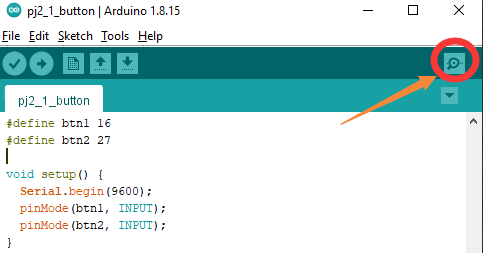 pj2_1_button | Arduino 1.8.15
File Edit Sketch Tools Help
pj2_1_button
#define btn1 16
#define btn2 27
void setup() {
  Serial.begin(9600);
  pinMode(btn1, INPUT);
  pinMode(btn2, INPUT);
}